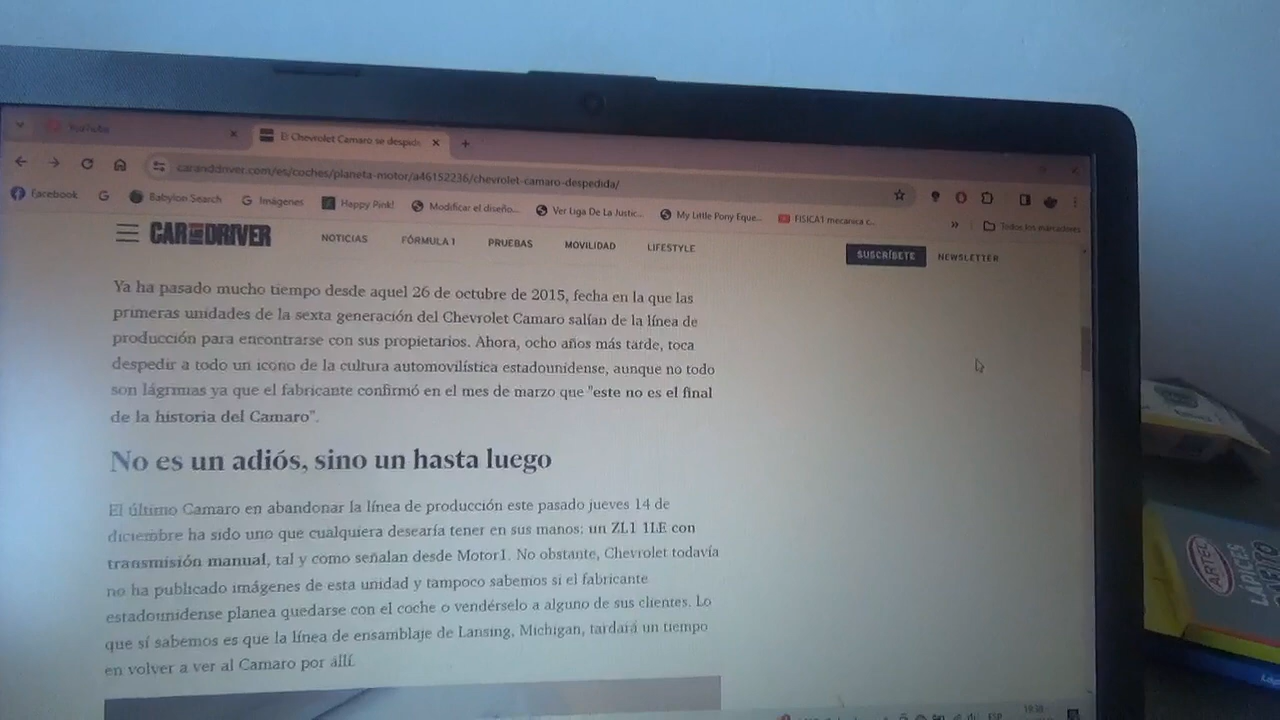 YouTube
El Chevrolet Camaro se despide
caranddriver.com/es/coches/planeta-motor/a46152236/chevrolet-camaro-despedida/
Facebook
G
Babylon Search
Imágenes
Happy Pink!
Modificar el diseño...
Ver Liga De La Justic...
My Little Pony Eque...
FISICA1 mecanica c...
»
Todos los marcadores
CAR AND DRIVER
NOTICIAS
FÓRMULA 1
PRUEBAS
MOVILIDAD
LIFESTYLE
SUSCRÍBETE
NEWSLETTER
Ya ha pasado mucho tiempo desde aquel 26 de octubre de 2015, fecha en la que las
primeras unidades de la sexta generación del Chevrolet Camaro salían de la línea de
producción para encontrarse con sus propietarios. Ahora, ocho años más tarde, toca
despedir a todo un icono de la cultura automovilística estadounidense, aunque no todo
son lágrimas ya que el fabricante confirmó en el mes de marzo que "este no es el final
de la historia del Camaro".
No es un adiós, sino un hasta luego
El último Camaro en abandonar la línea de producción este pasado jueves 14 de
diciembre ha sido uno que cualquiera desearía tener en sus manos: un ZL1 1LE con
transmisión manual, tal y como señalan desde Motor1. No obstante, Chevrolet todavía
no ha publicado imágenes de esta unidad y tampoco sabemos si el fabricante
estadounidense planea quedarse con el coche o vendérselo a alguno de sus clientes. Lo
que sí sabemos es que la línea de ensamblaje de Lansing, Michigan, tardará un tiempo
en volver a ver al Camaro por allí.
ESP
19:38
ARTEL
LÁPICES